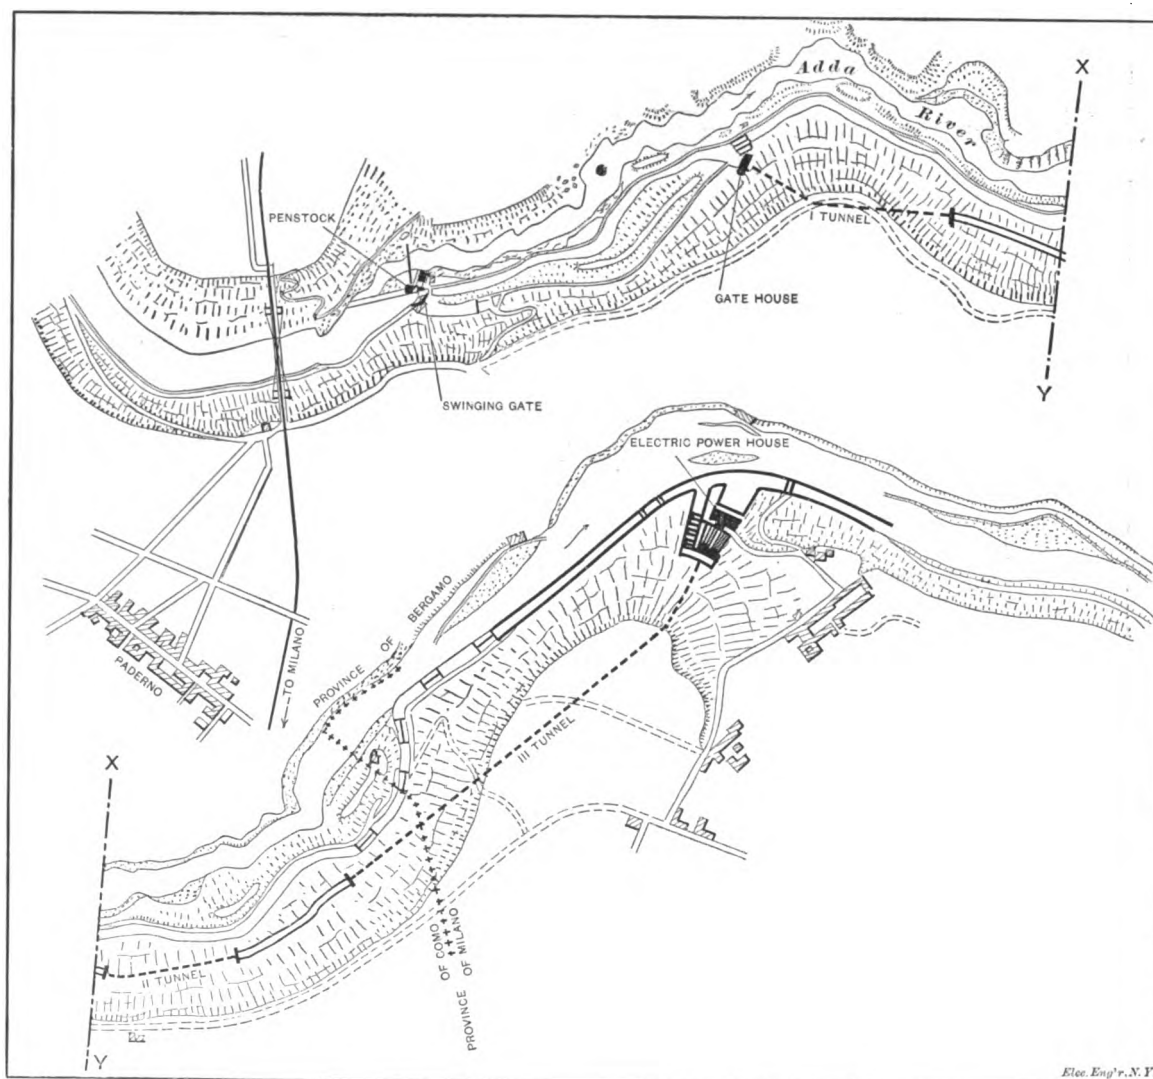 Adda
River
X
PENSTOCK
I TUNNEL
GATE HOUSE
Y
SWINGING GATE
ELECTRIC POWER HOUSE
PROVINCE OF BERGAMO
PADERNO
TO MILANO
III TUNNEL
X
II TUNNEL
PROVINCE OF COMO
PROVINCE OF MILANO
Y
Elec. Eng'r. N.Y.